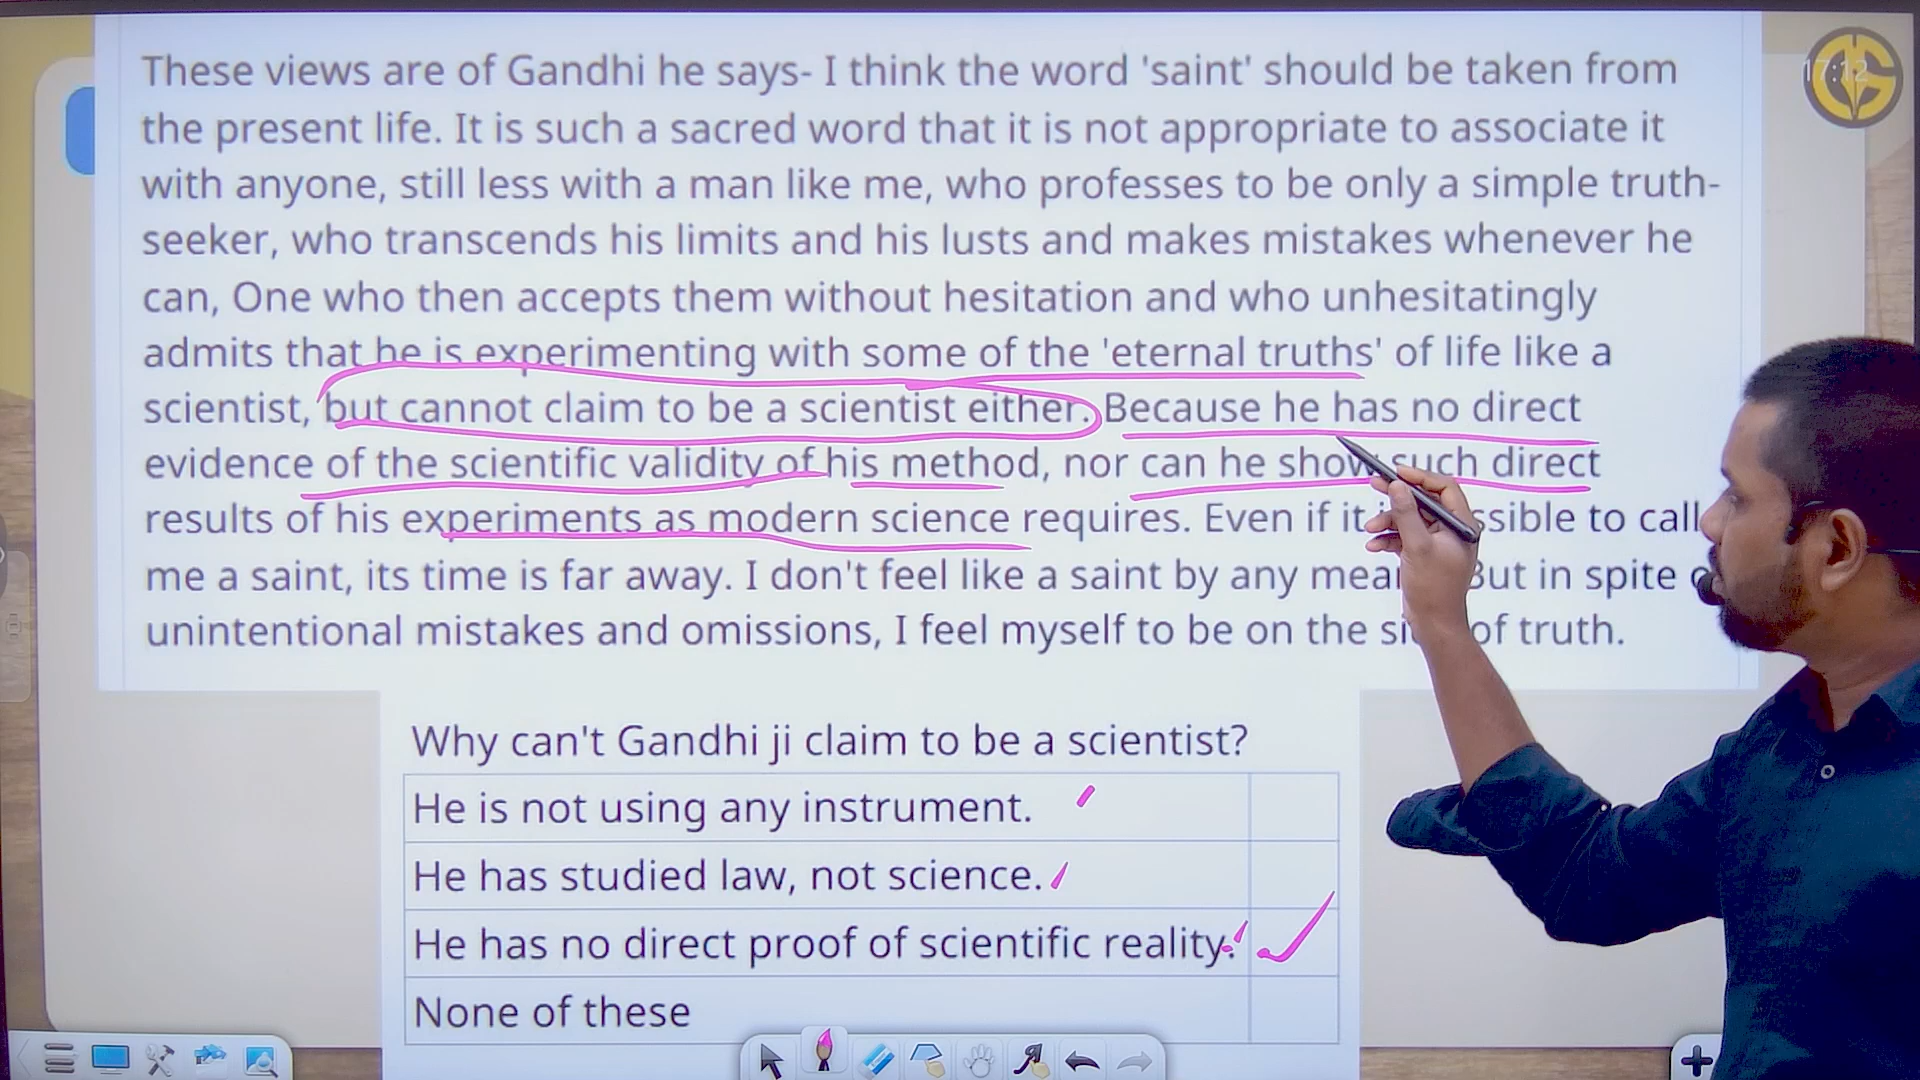 These views are of Gandhi he says- I think the word 'saint' should be taken from
the present life. It is such a sacred word that it is not appropriate to associate it
with anyone, still less with a man like me, who professes to be only a simple truth-
seeker, who transcends his limits and his lusts and makes mistakes whenever he
can, One who then accepts them without hesitation and who unhesitatingly
admits that he is experimenting with some of the 'eternal truths' of life like a
scientist, but cannot claim to be a scientist either. Because he has no direct
evidence of the scientific validity of his method, nor can he show such direct
results of his experiments as modern science requires. Even if it to call
me a saint, its time is far away. I don't feel like a saint by any But in spite
unintentional mistakes and omissions, I feel myself to be on the of truth.
17:12
Why can't Gandhi ji claim to be a scientist?
He is not using any instrument.
He has studied law, not science.
He has no direct proof of scientific reality.
None of these